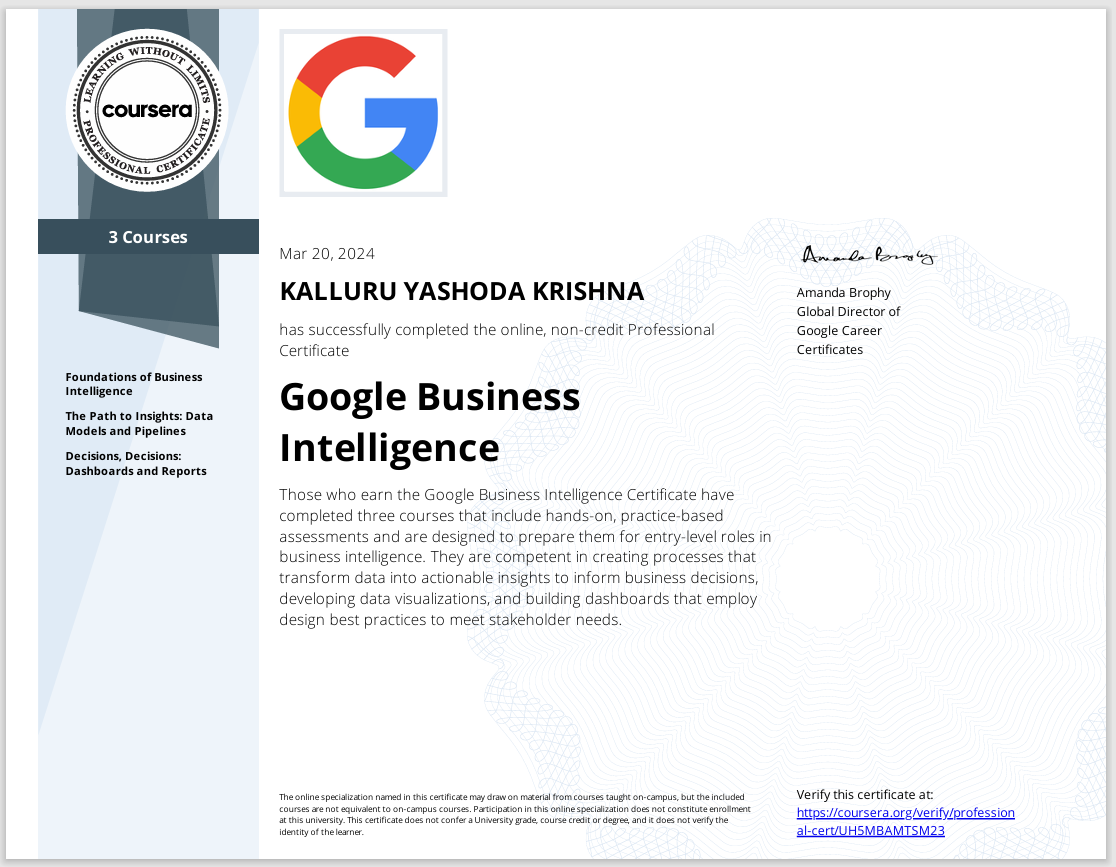 LEARNING WITHOUT LIMITS
coursera
PROFESSIONAL CERTIFICATE
3 Courses
Foundations of Business
Intelligence
The Path to Insights: Data
Models and Pipelines
Decisions, Decisions:
Dashboards and Reports
Mar 20, 2024
KALLURU YASHODA KRISHNA
has successfully completed the online, non-credit Professional
Certificate
Google Business
Intelligence
Those who earn the Google Business Intelligence Certificate have
completed three courses that include hands-on, practice-based
assessments and are designed to prepare them for entry-level roles in
business intelligence. They are competent in creating processes that
transform data into actionable insights to inform business decisions,
developing data visualizations, and building dashboards that employ
design best practices to meet stakeholder needs.
Amanda Brophy
Amanda Brophy
Global Director of
Google Career
Certificates
The online specialization named in this certificate may draw on material from courses taught on-campus, but the included
courses are not equivalent to on-campus courses. Participation in this online specialization does not constitute enrollment
at this university. This certificate does not confer a University grade, course credit or degree, and it does not verify the
identity of the learner.
Verify this certificate at:
https://coursera.org/verify/profession
al-cert/UH5MBAMTSM23